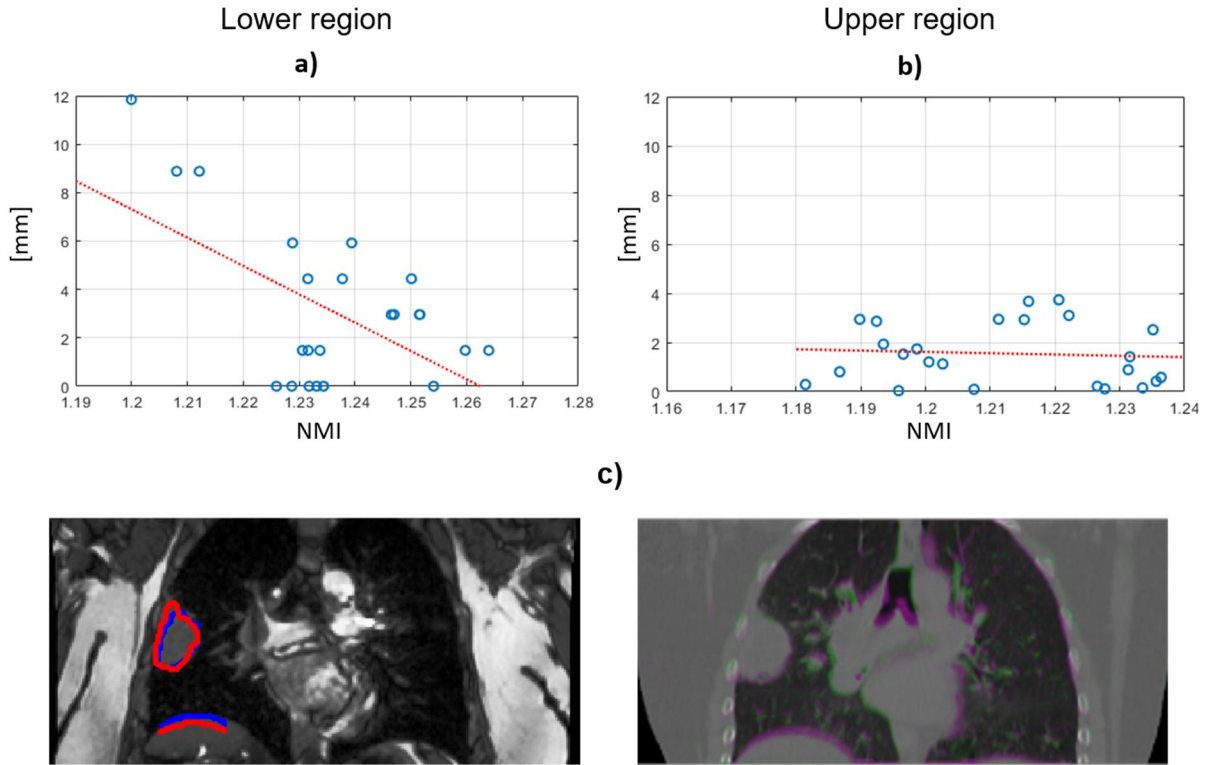 Lower region
Upper region
a)
b)
12
10
8
6
4
2
0
[mm]
1.19 1.2 1.21 1.22 1.23 1.24 1.25 1.26 1.27 1.28
NMI
12
10
8
6
4
2
0
[mm]
1.16 1.17 1.18 1.19 1.2 1.21 1.22 1.23 1.24
NMI
c)